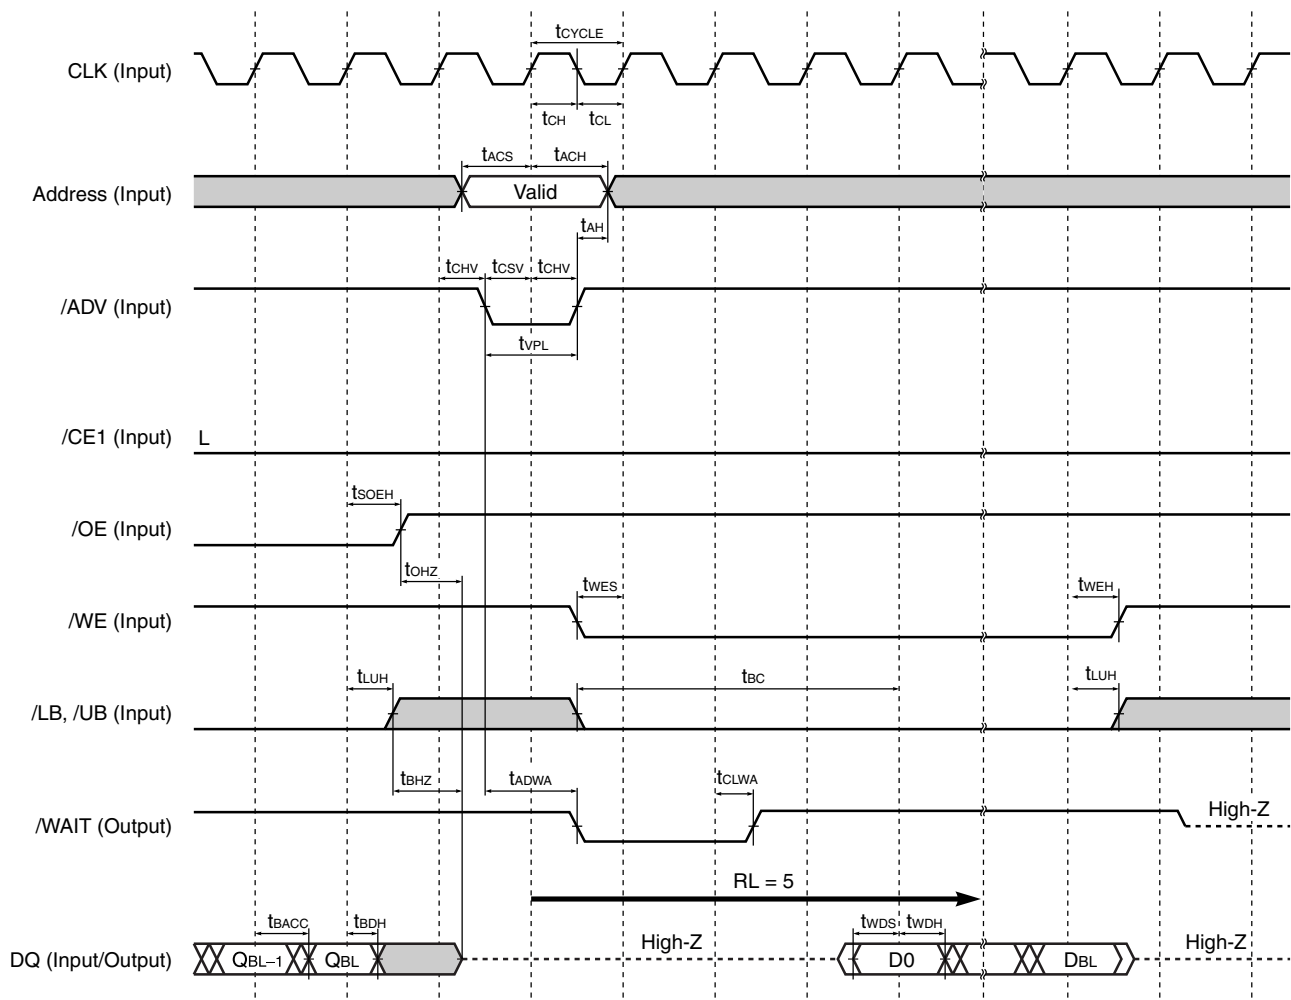 tCYCLE
CLK (Input)
tCH tCL
tACS tACH
Address (Input) Valid
tAH
tCHV tCSV tCHV
/ADV (Input)
tVPL
/CE1 (Input) L
tSOEH
/OE (Input)
tOHZ
tWES tWEH
/WE (Input)
tLUH tBC tLUH
/LB, /UB (Input)
tBHZ tADWA tCLWA
High-Z
/WAIT (Output)
RL = 5
tBACC tBDH tWDS tWDH
High-Z High-Z
DQ (Input/Output) QBL–1 QBL D0 DBL